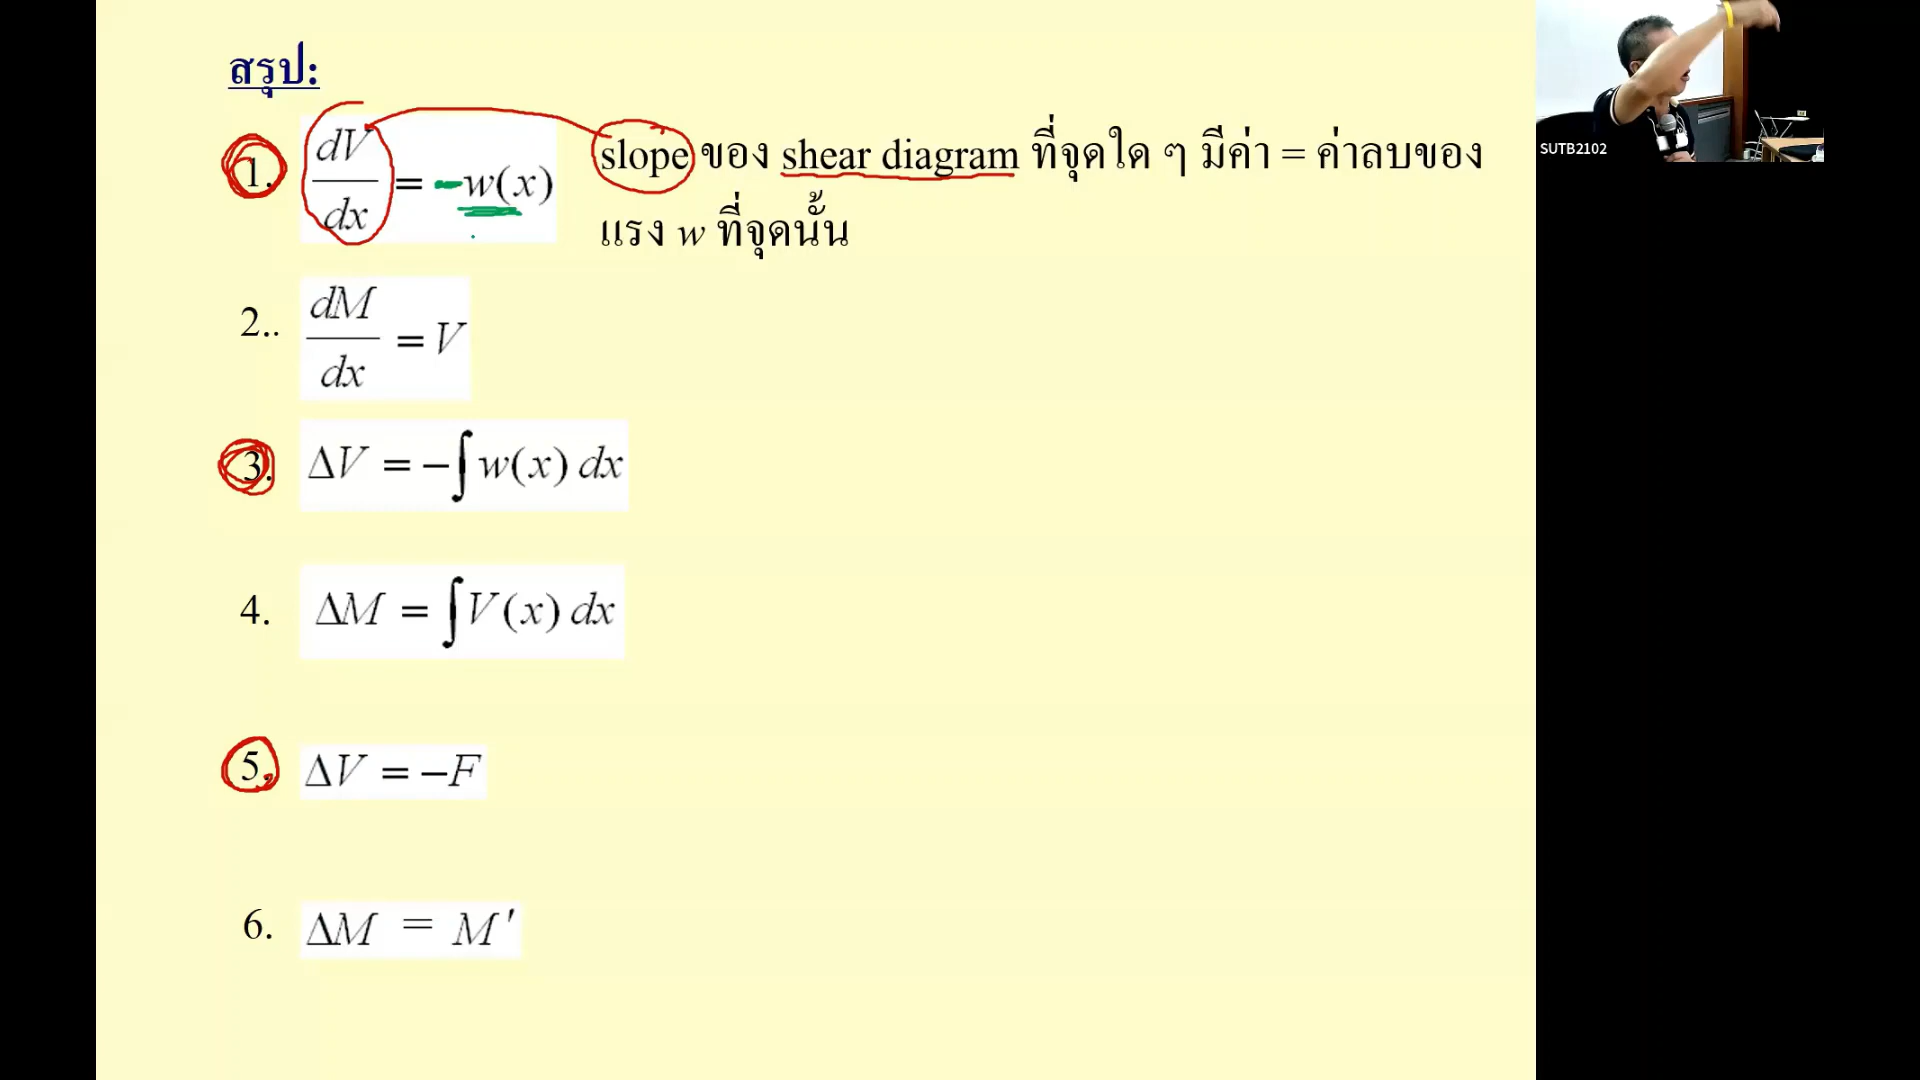 สรุป:
1. dV/dx = -w(x) slope ของ shear diagram ที่จุดใด ๆ มีค่า = ค่าลบของ
แรง w ที่จุดนั้น
2.. dM/dx = V
3. ΔV = -∫w(x) dx
4. ΔM = ∫V(x) dx
5, ΔV = -F
6. ΔM = M'
SUTB2102